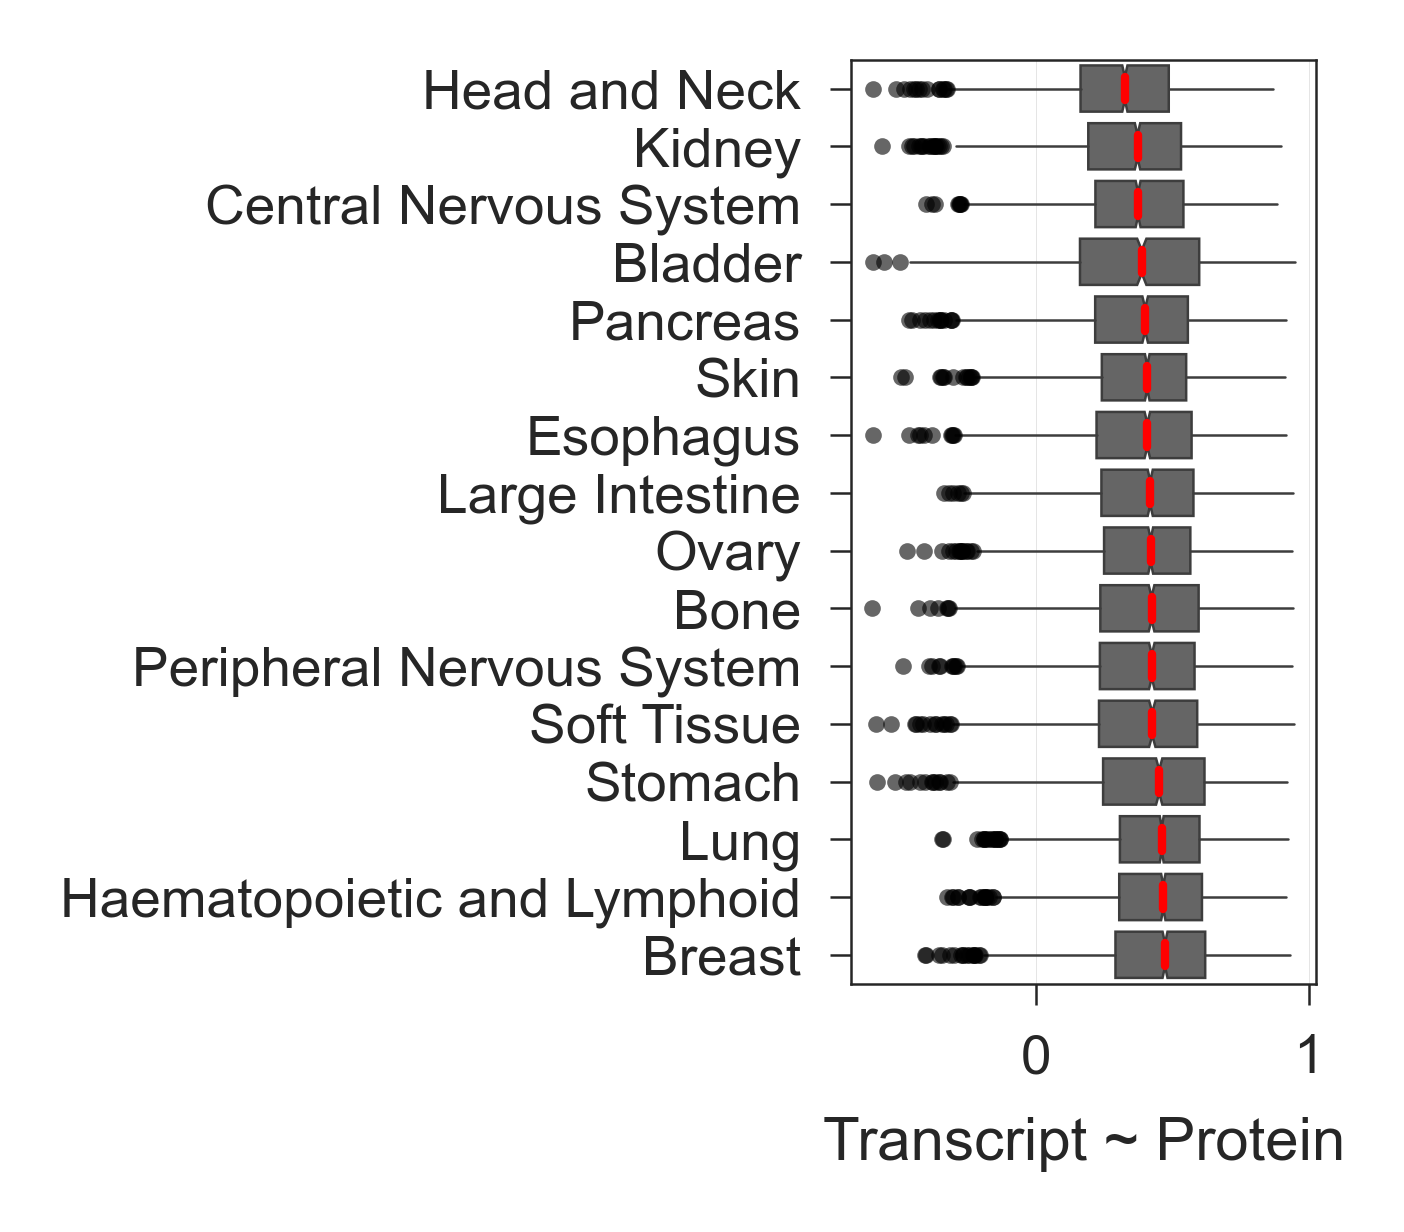 Head and Neck
Kidney
Central Nervous System
Bladder
Pancreas
Skin
Esophagus
Large Intestine
Ovary
Bone
Peripheral Nervous System
Soft Tissue
Stomach
Lung
Haematopoietic and Lymphoid
Breast
0 1
Transcript ~ Protein